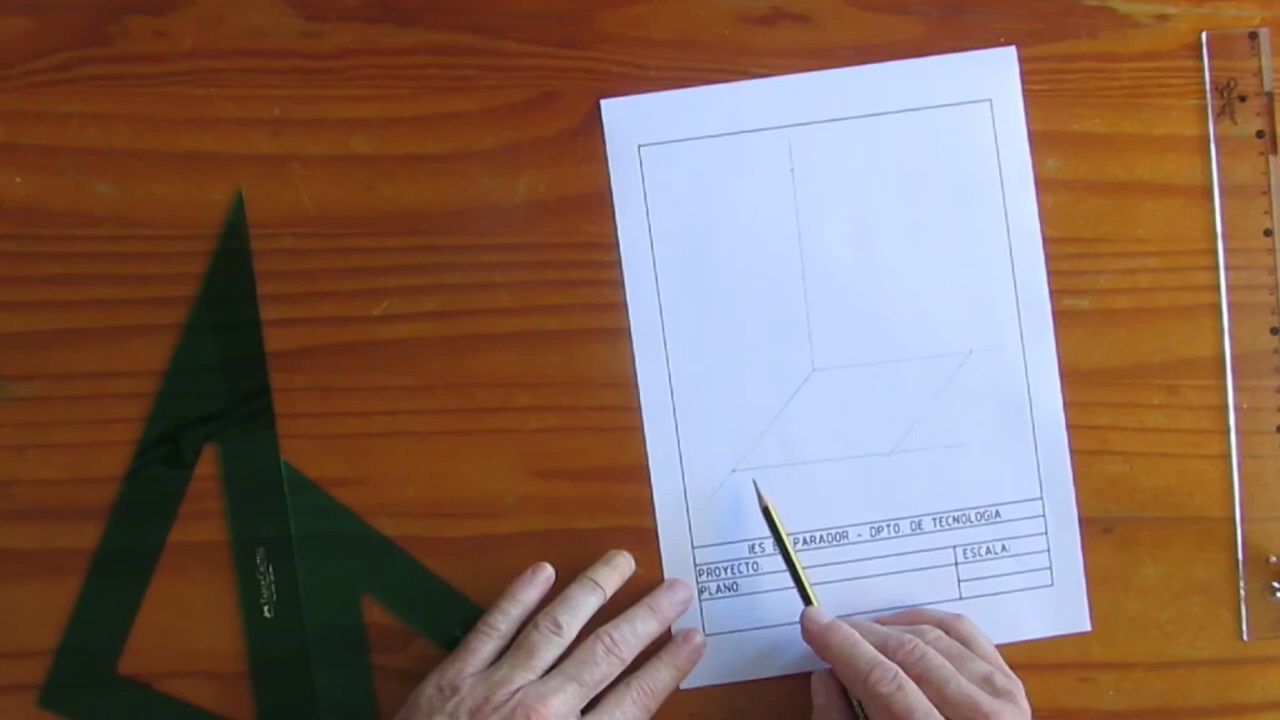 IES E PARADOR - DPTO. DE TECNOLOGIA
PROYECTO:
ESCALA:
PLANO